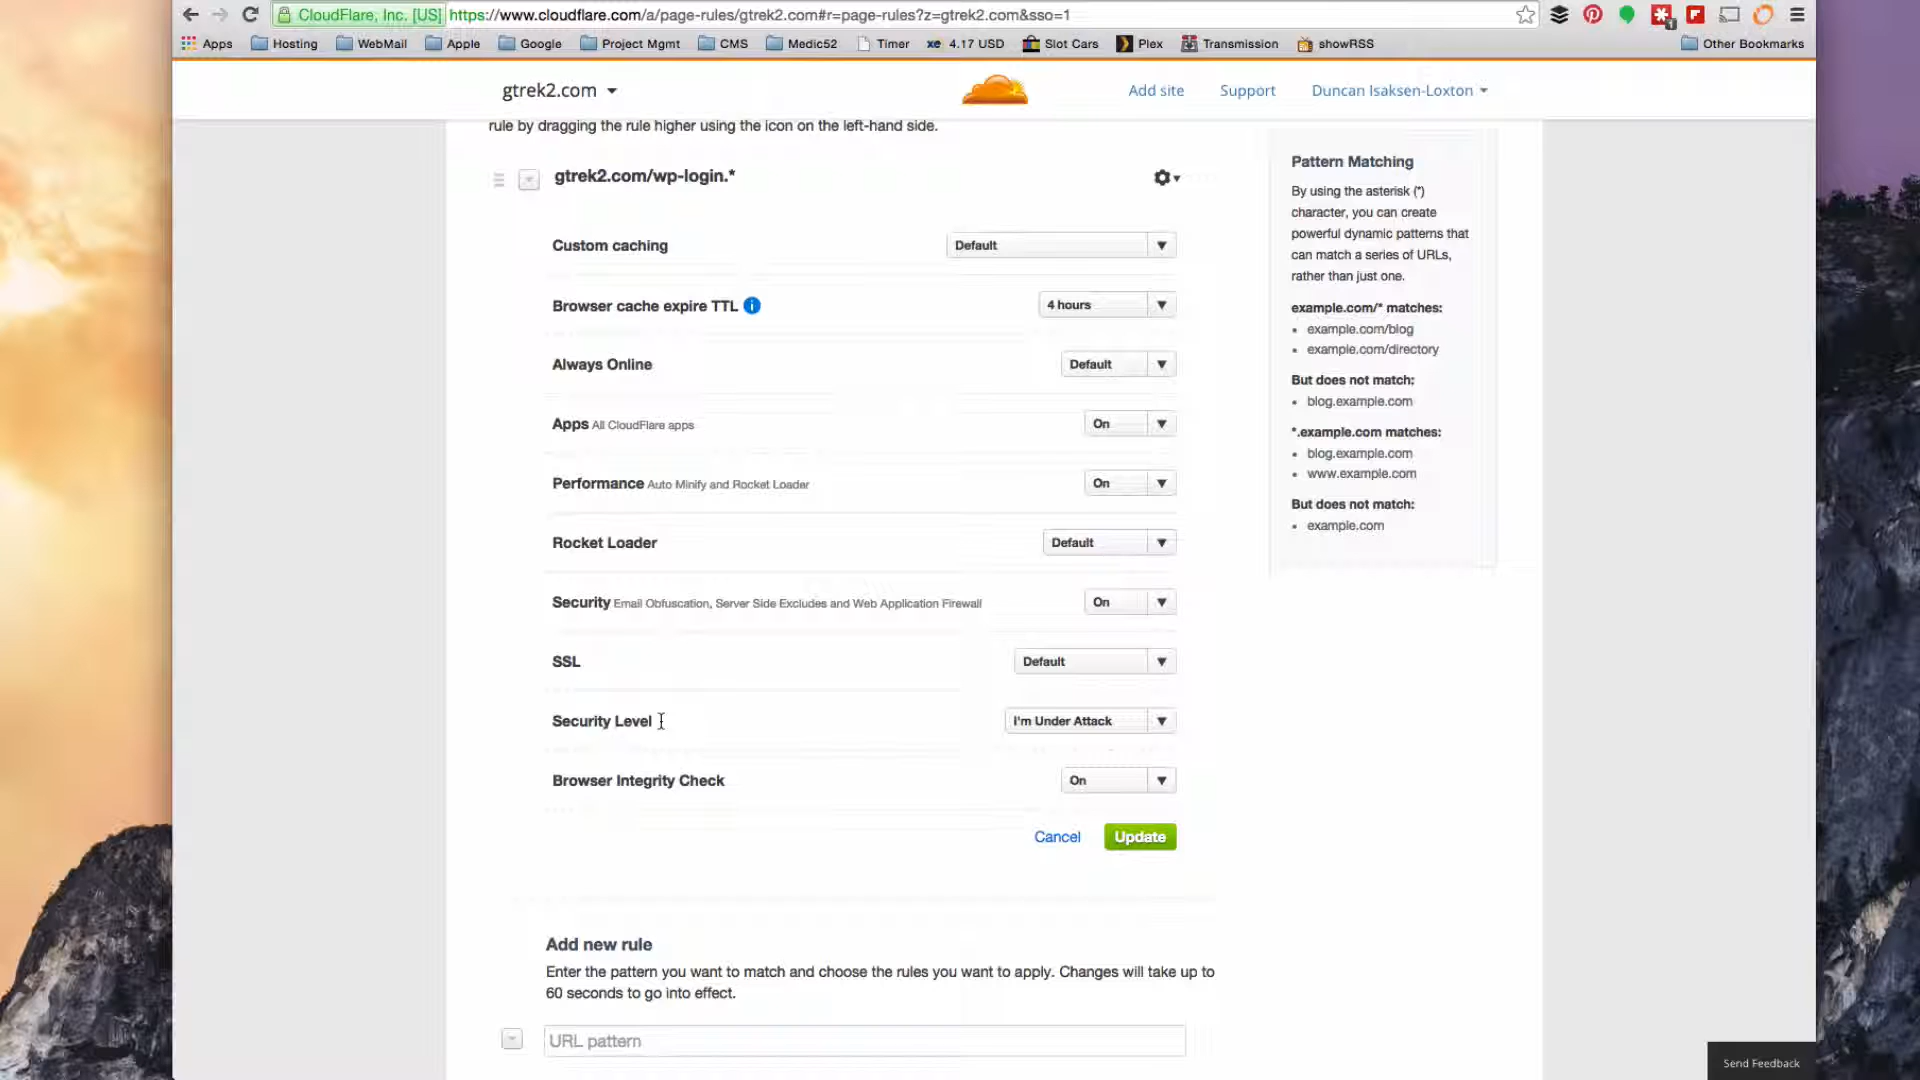 CloudFlare, Inc. [US] https://www.cloudflare.com/a/page-rules/gtrek2.com#r=page-rules?z=gtrek2.com&sso=1
Apps Hosting WebMail Apple Google Project Mgmt CMS Medic52 Timer xe 4.17 USD Slot Cars Plex Transmission showRSS Other Bookmarks
gtrek2.com Add site Support Duncan Isaksen-Loxton
rule by dragging the rule higher using the icon on the left-hand side.
gtrek2.com/wp-login.*
Custom caching Default
Browser cache expire TTL i 4 hours
Always Online Default
Apps All CloudFlare apps On
Performance Auto Minify and Rocket Loader On
Rocket Loader Default
Security Email Obfuscation, Server Side Excludes and Web Application Firewall On
SSL Default
Security Level I'm Under Attack
Browser Integrity Check On
Cancel Update
Add new rule
Enter the pattern you want to match and choose the rules you want to apply. Changes will take up to
60 seconds to go into effect.
URL pattern
Pattern Matching
By using the asterisk (*)
character, you can create
powerful dynamic patterns that
can match a series of URLs,
rather than just one.
example.com/* matches:
example.com/blog
example.com/directory
But does not match:
blog.example.com
*.example.com matches:
blog.example.com
www.example.com
But does not match:
example.com
Send Feedback